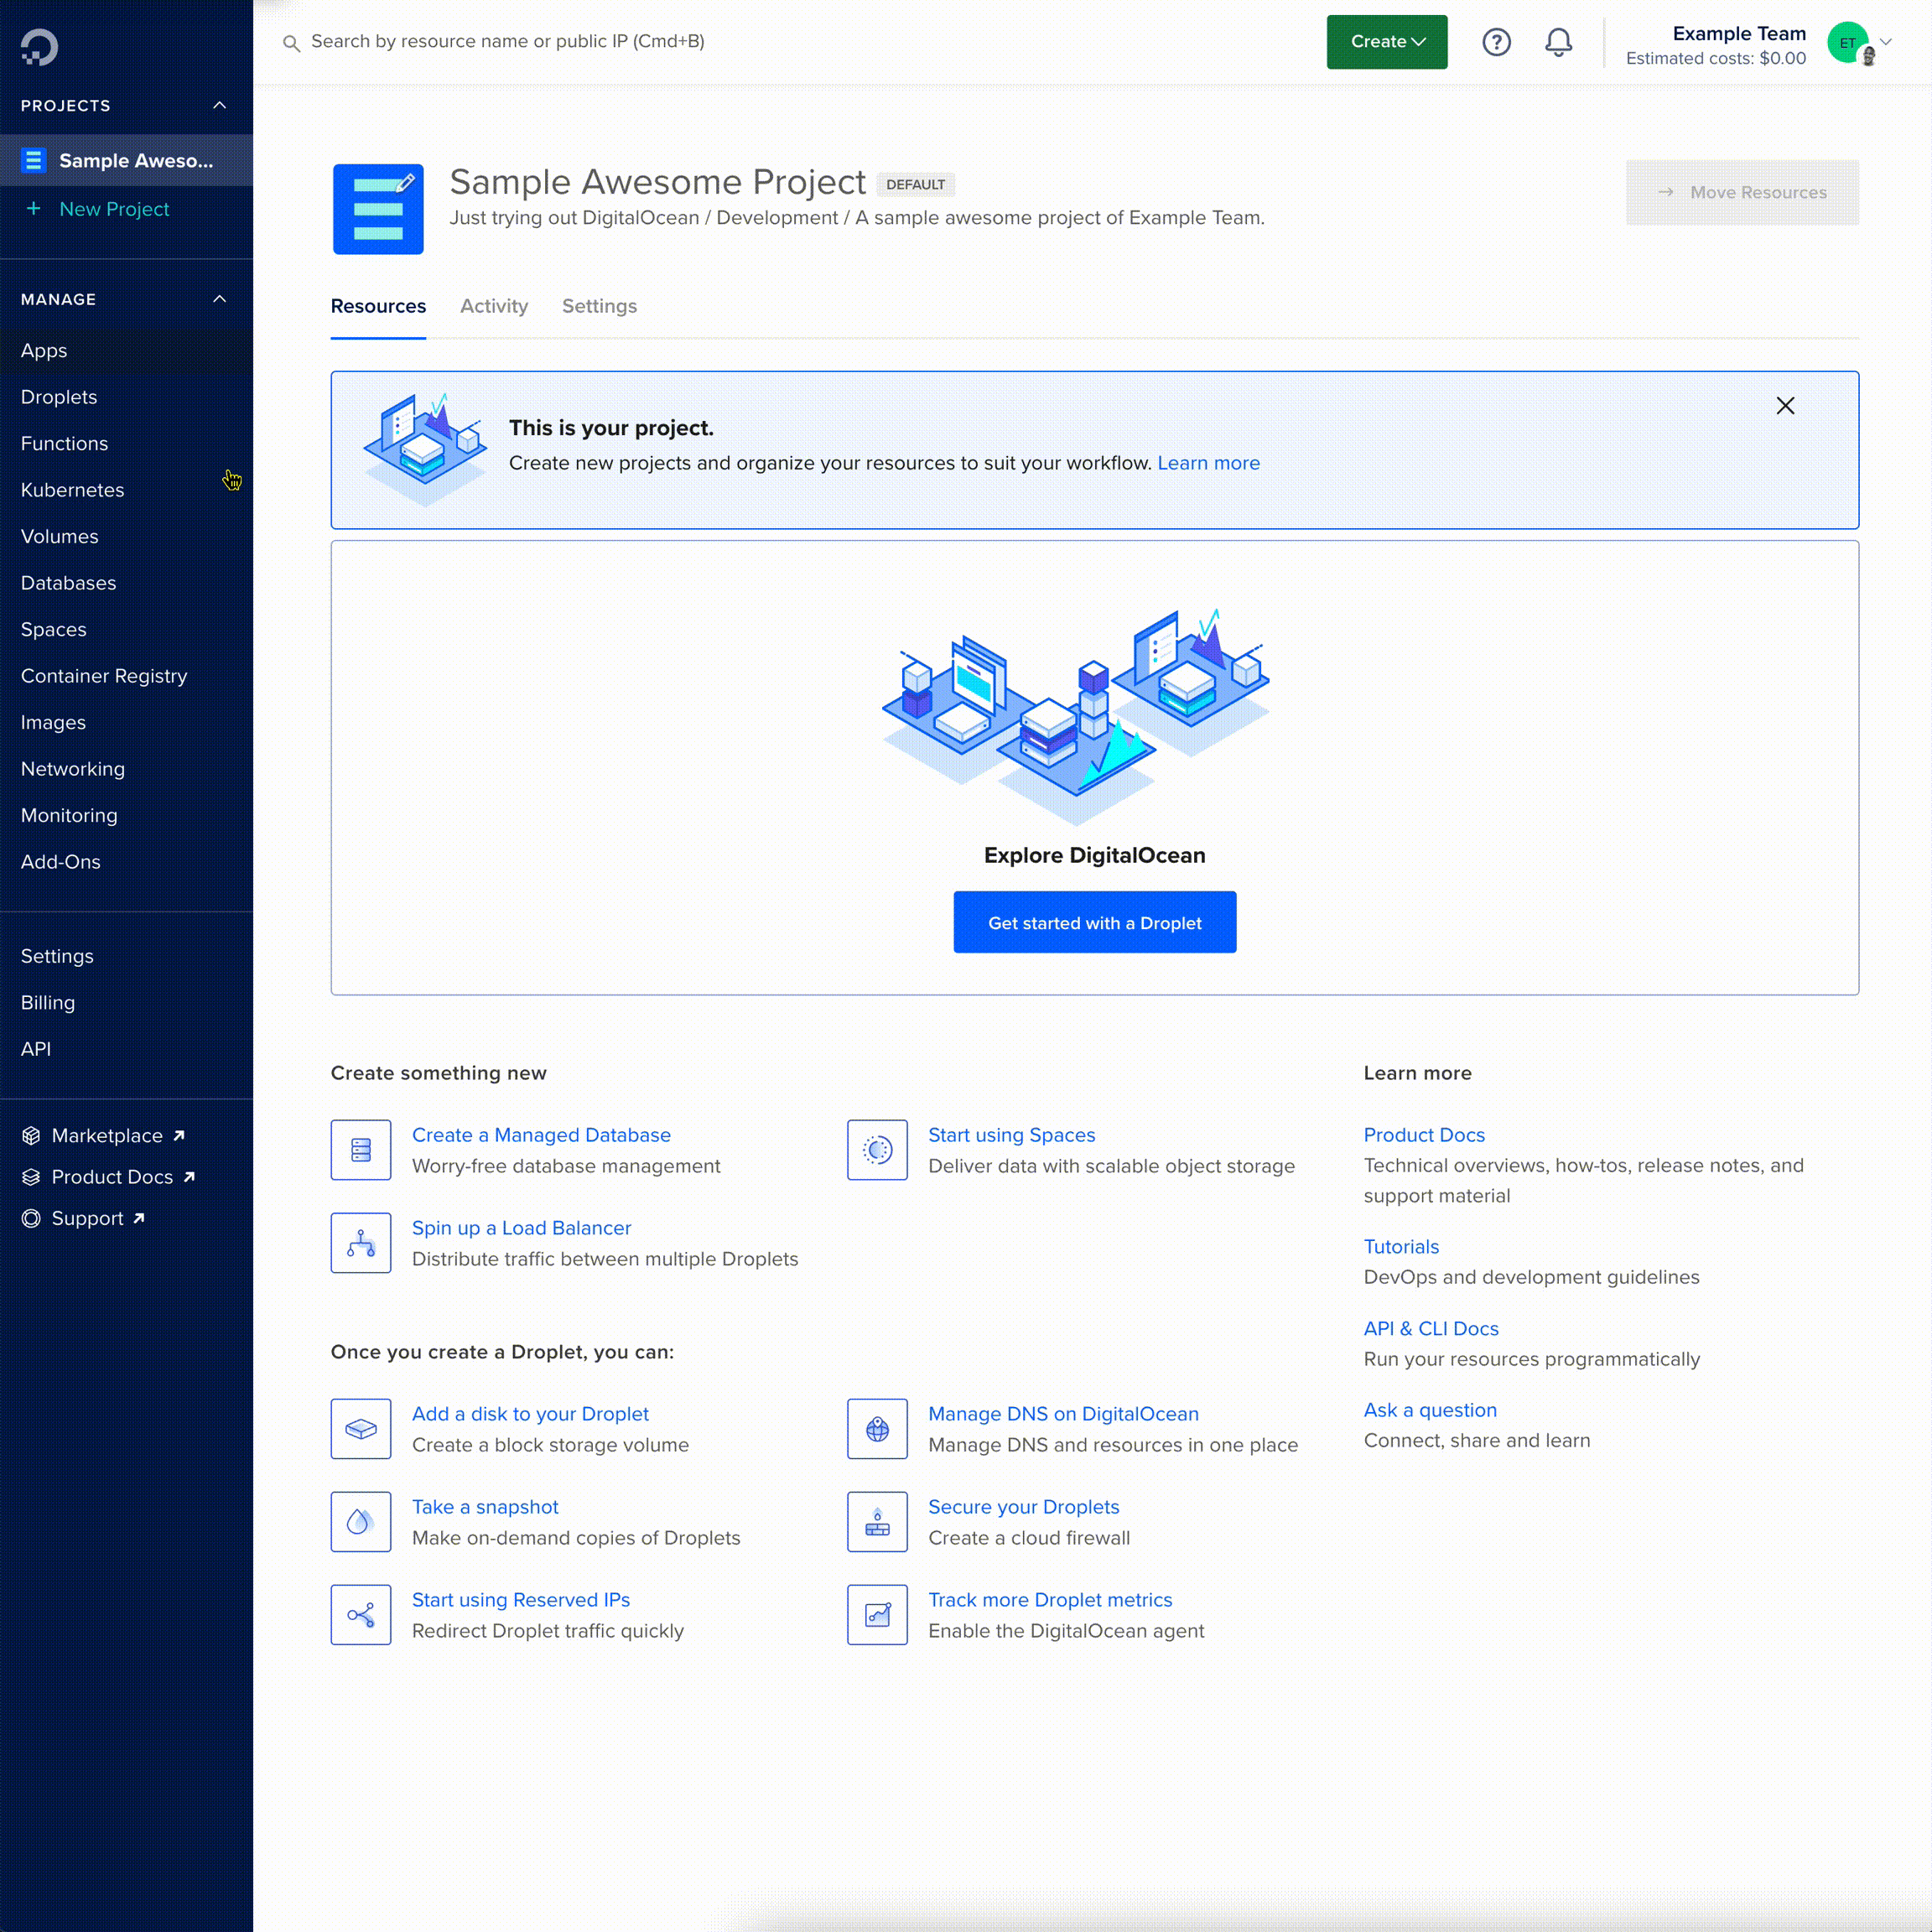 Search by resource name or public IP (Cmd+B)
Create
Example Team
Estimated costs: $0.00
ET
PROJECTS
Sample Aweso...
+ New Project
MANAGE
Apps
Droplets
Functions
Kubernetes
Volumes
Databases
Spaces
Container Registry
Images
Networking
Monitoring
Add-Ons
Settings
Billing
API
Marketplace
Product Docs
Support
Sample Awesome Project DEFAULT
Just trying out DigitalOcean / Development / A sample awesome project of Example Team.
→ Move Resources
Resources Activity Settings
This is your project.
Create new projects and organize your resources to suit your workflow. Learn more
Explore DigitalOcean
Get started with a Droplet
Create something new
Create a Managed Database
Worry-free database management
Start using Spaces
Deliver data with scalable object storage
Spin up a Load Balancer
Distribute traffic between multiple Droplets
Once you create a Droplet, you can:
Add a disk to your Droplet
Create a block storage volume
Manage DNS on DigitalOcean
Manage DNS and resources in one place
Take a snapshot
Make on-demand copies of Droplets
Secure your Droplets
Create a cloud firewall
Start using Reserved IPs
Redirect Droplet traffic quickly
Track more Droplet metrics
Enable the DigitalOcean agent
Learn more
Product Docs
Technical overviews, how-tos, release notes, and
support material
Tutorials
DevOps and development guidelines
API & CLI Docs
Run your resources programmatically
Ask a question
Connect, share and learn